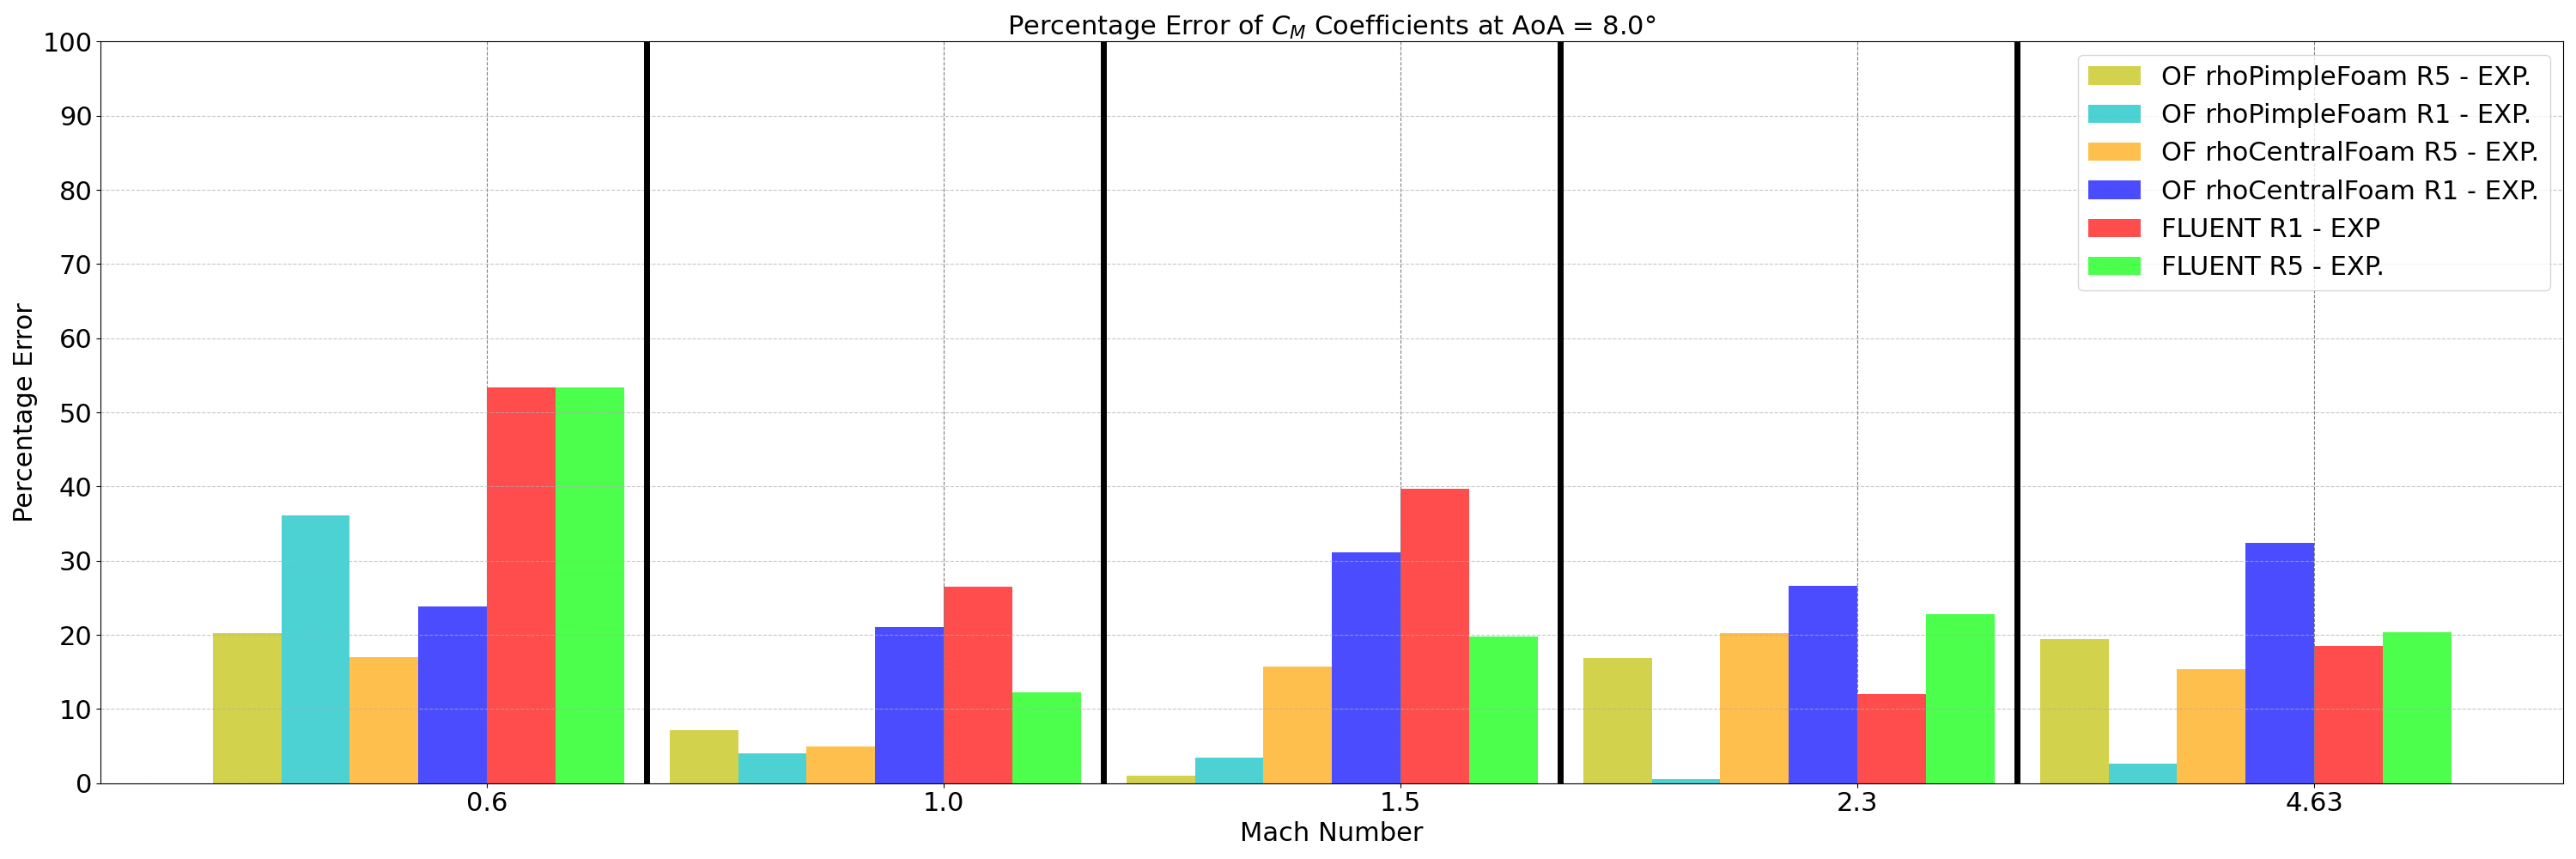 Percentage Error of C_M Coefficients at AoA = 8.0°
100
90
80
70
60
50
40
30
20
10
0
Percentage Error
OF rhoPimpleFoam R5 - EXP.
OF rhoPimpleFoam R1 - EXP.
OF rhoCentralFoam R5 - EXP.
OF rhoCentralFoam R1 - EXP.
FLUENT R1 - EXP
FLUENT R5 - EXP.
0.6 1.0 1.5 2.3 4.63
Mach Number